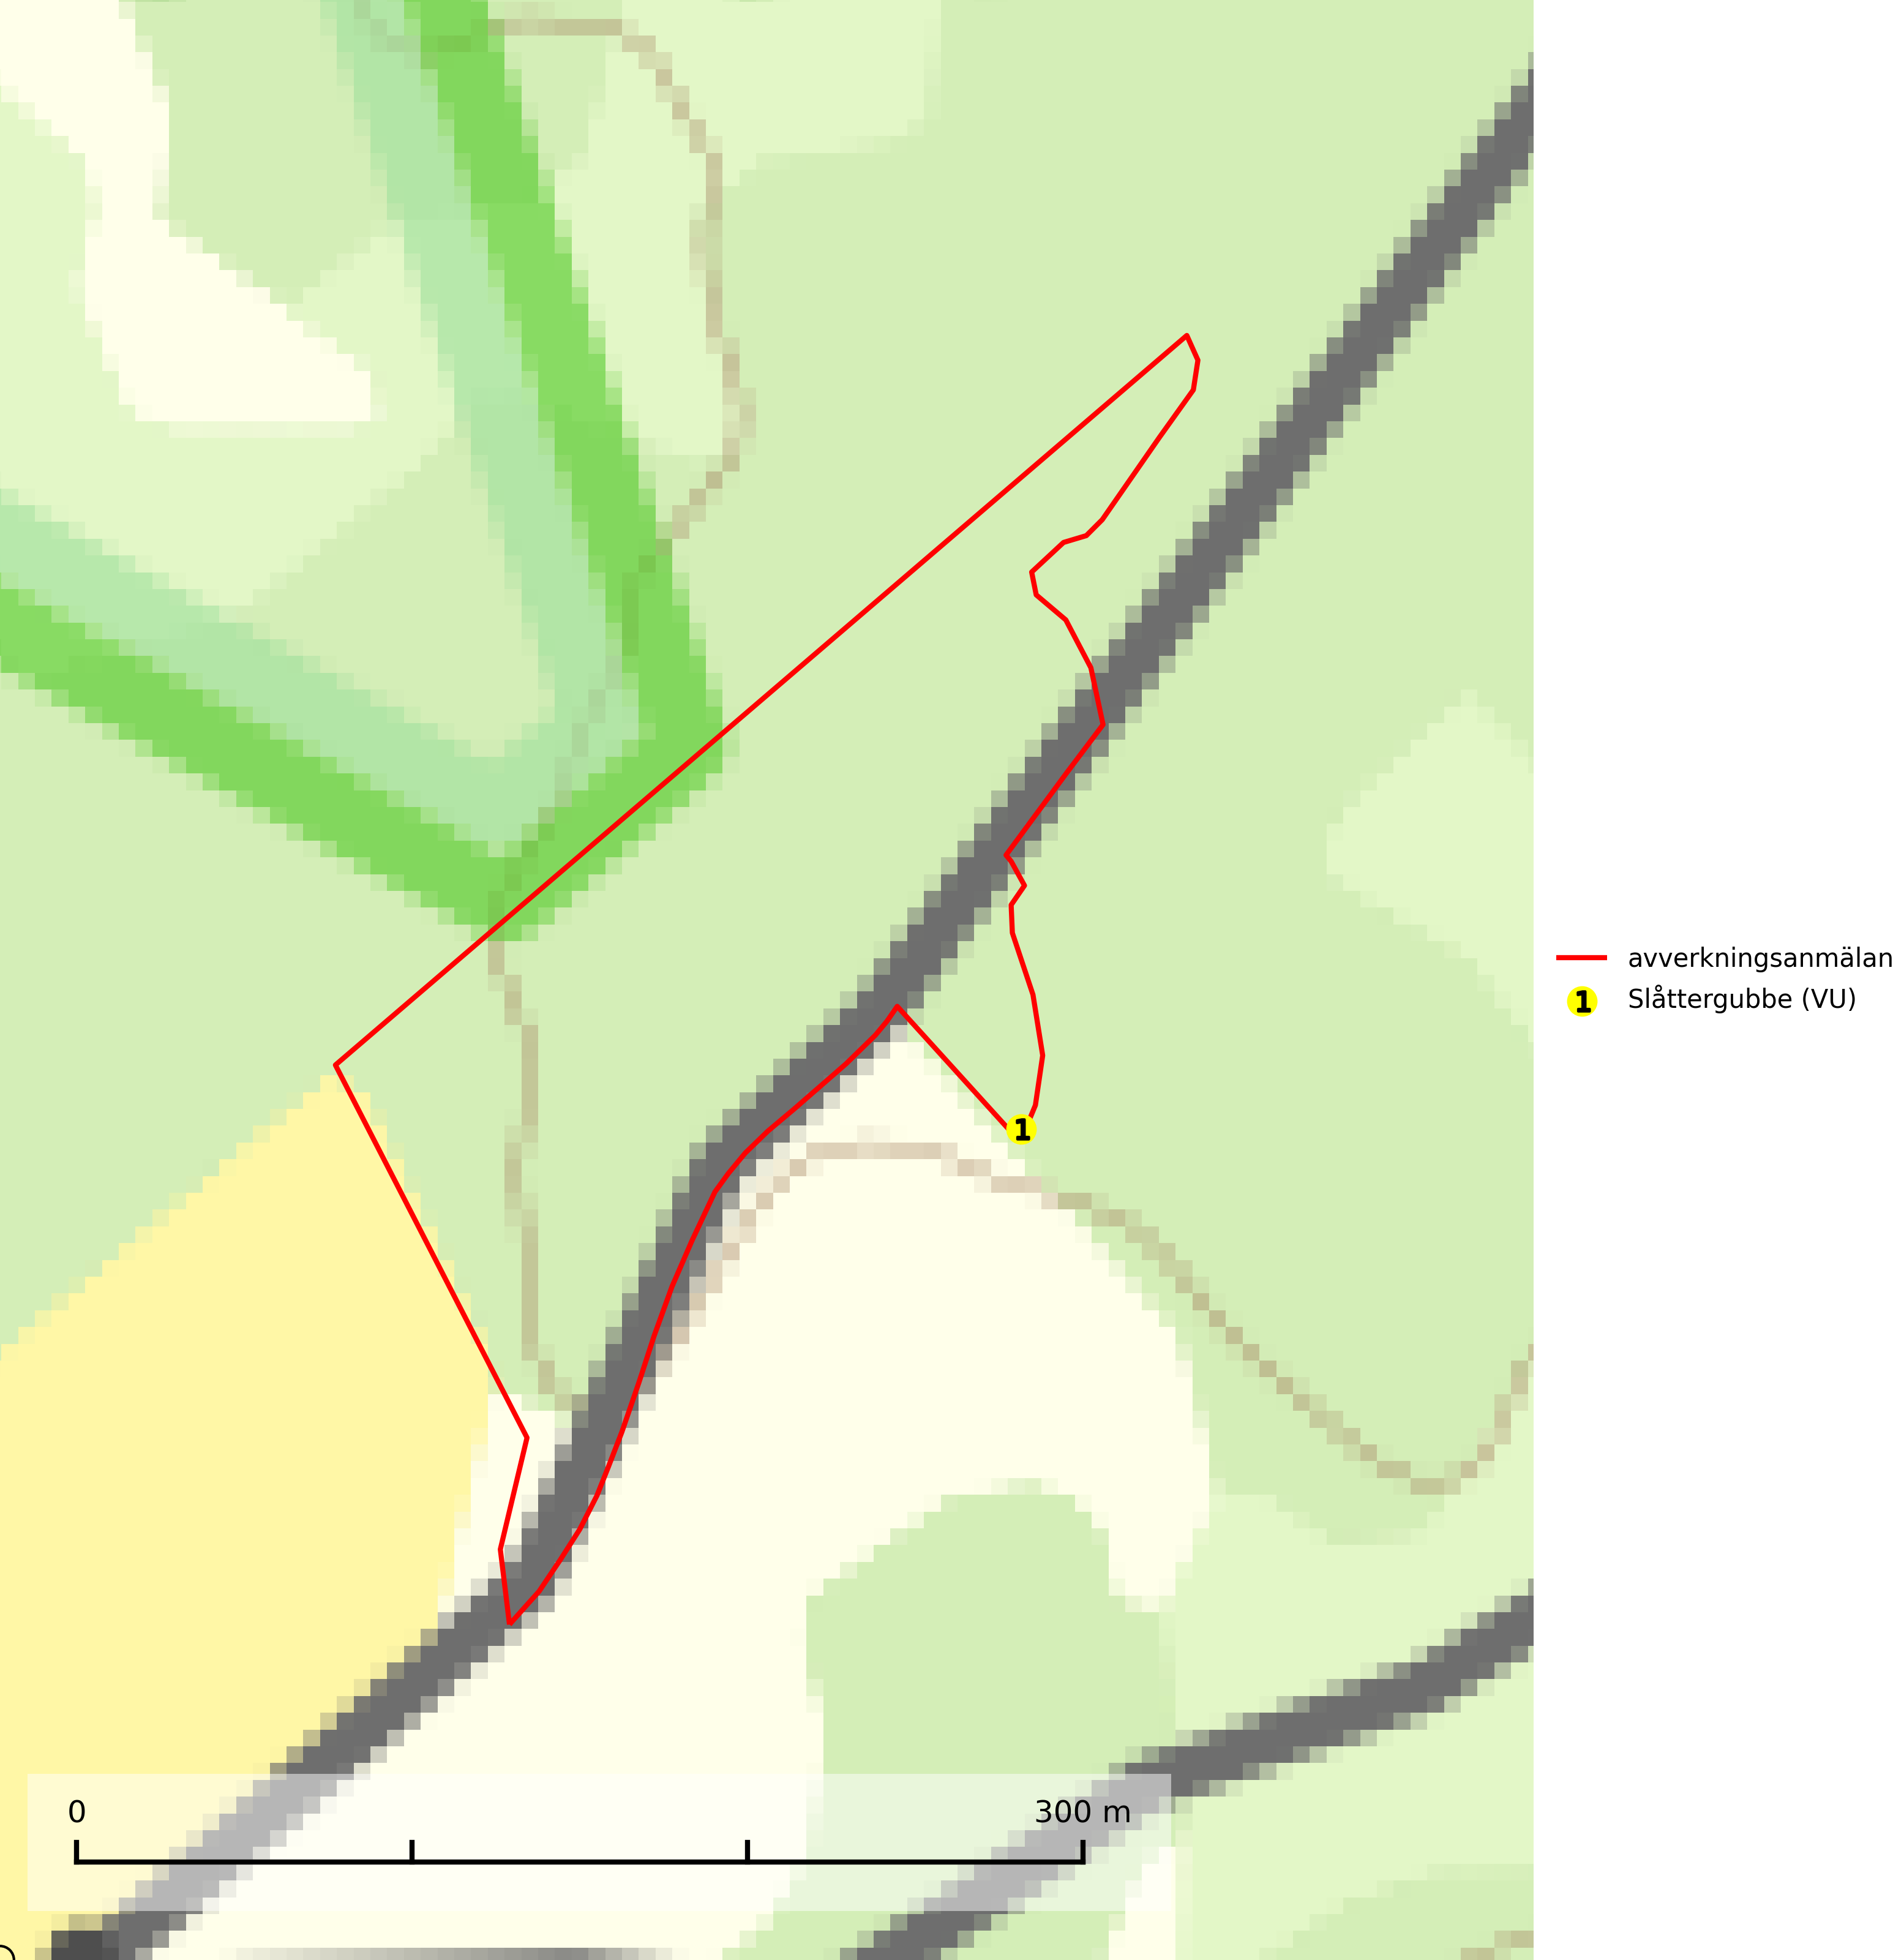 avverkningsanmälan
1 Slåttergubbe (VU)
1
0 300 m